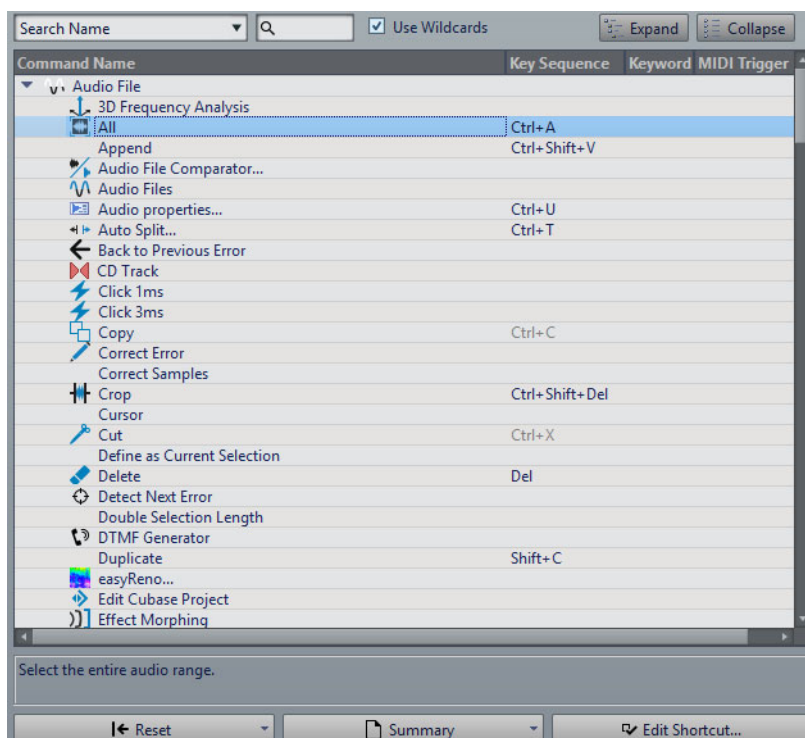 Search Name Use Wildcards Expand Collapse
Command Name Key Sequence Keyword MIDI Trigger
Audio File
3D Frequency Analysis
All Ctrl+A
Append Ctrl+Shift+V
Audio File Comparator...
Audio Files
Audio properties... Ctrl+U
Auto Split... Ctrl+T
Back to Previous Error
CD Track
Click 1ms
Click 3ms
Copy Ctrl+C
Correct Error
Correct Samples
Crop Ctrl+Shift+Del
Cursor
Cut Ctrl+X
Define as Current Selection
Delete Del
Detect Next Error
Double Selection Length
DTMF Generator
Duplicate Shift+C
easyReno...
Edit Cubase Project
Effect Morphing
Select the entire audio range.
Reset Summary Edit Shortcut...